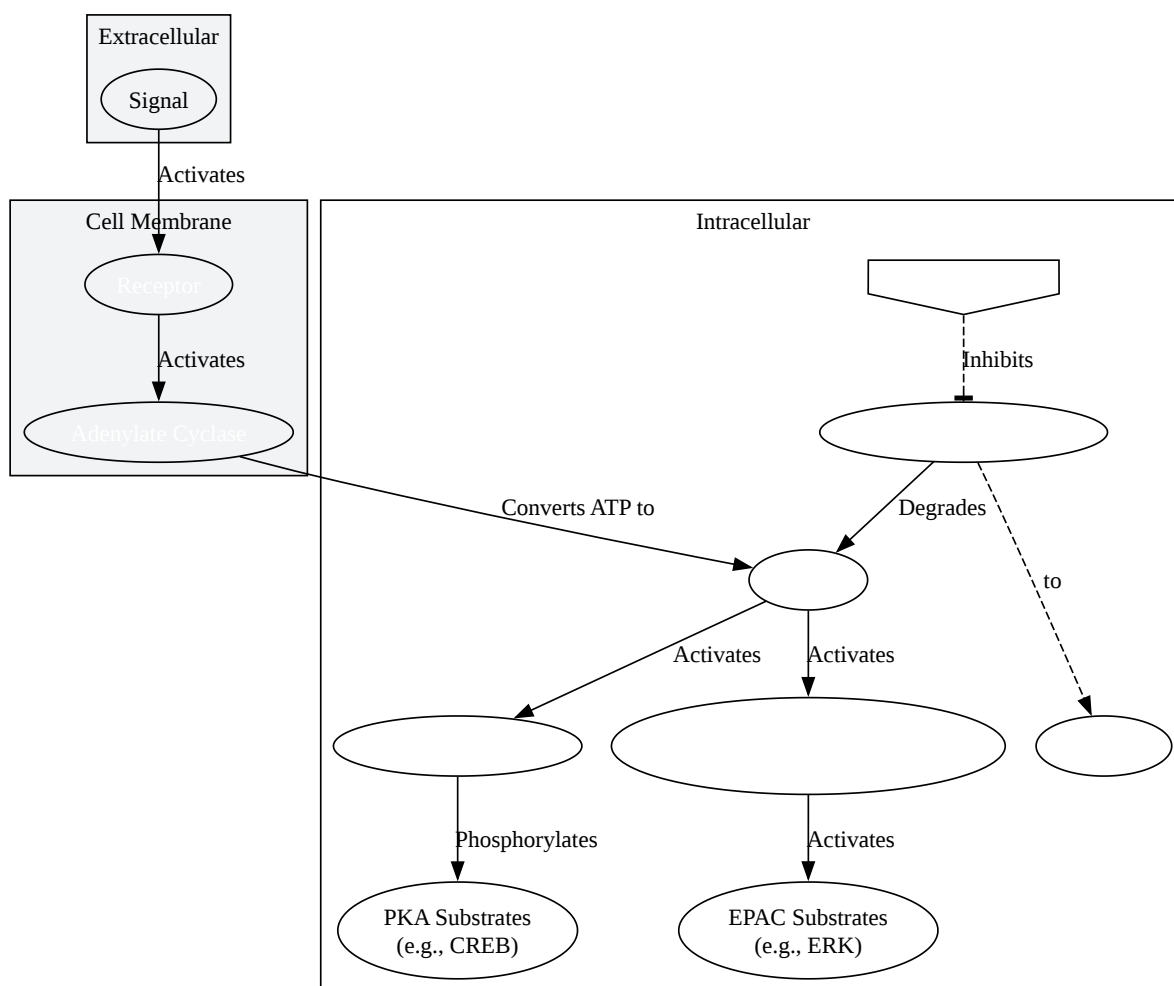 Extracellular
Signal
Activates
Cell Membrane
Intracellular
Receptor
Activates
Inhibits
Adenylate Cyclase
Converts ATP to
Degrades
to
Activates
Activates
Phosphorylates
Activates
PKA Substrates
(e.g., CREB)
EPAC Substrates
(e.g., ERK)